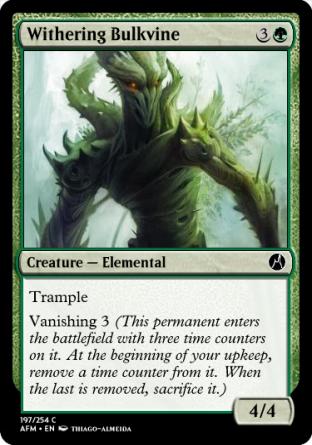 Withering Bulkvine 3
Creature — Elemental
Trample
Vanishing 3 (This permanent enters
the battlefield with three time counters
on it. At the beginning of your upkeep,
remove a time counter from it. When
the last is removed, sacrifice it.)
4/4
197/254 C
AFM • EN THIAGO-ALMEIDA